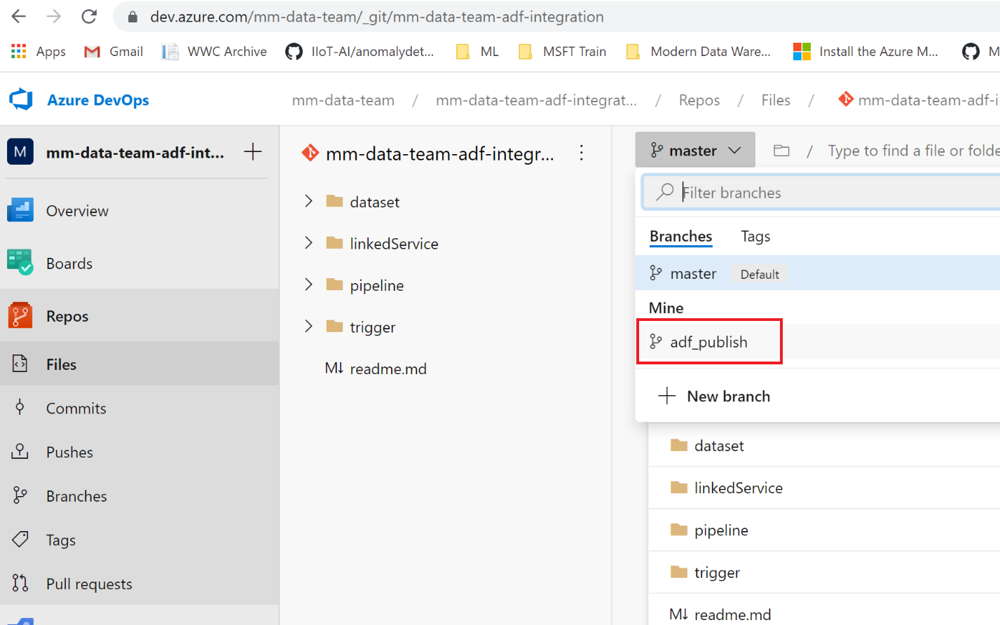 dev.azure.com/mm-data-team/_git/mm-data-team-adf-integration
Apps Gmail WWC Archive IIoT-AI/anomalydet... ML MSFT Train Modern Data Ware... Install the Azure M... M
Azure DevOps mm-data-team / mm-data-team-adf-integrat... / Repos / Files / mm-data-team-adf-i
M mm-data-team-adf-int... +
Overview
Boards
Repos
Files
Commits
Pushes
Branches
Tags
Pull requests
mm-data-team-adf-integr...
dataset
linkedService
pipeline
trigger
M↓ readme.md
master / Type to find a file or folde
Filter branches
Branches Tags
master Default
Mine
adf_publish
+ New branch
dataset
linkedService
pipeline
trigger
M↓ readme.md